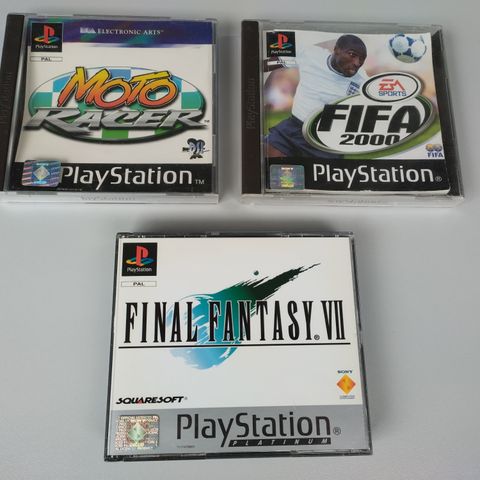 PlayStation
PAL
ELECTRONIC ARTS
MOTO
RACER
PlayStation
PlayStation
PAL
EA
SPORTS
FIFA
2000
FIFA
PlayStation
PlayStation
PAL
FINAL FANTASY VII
SQUARESOFT
SONY
PlayStation
PLATINUM